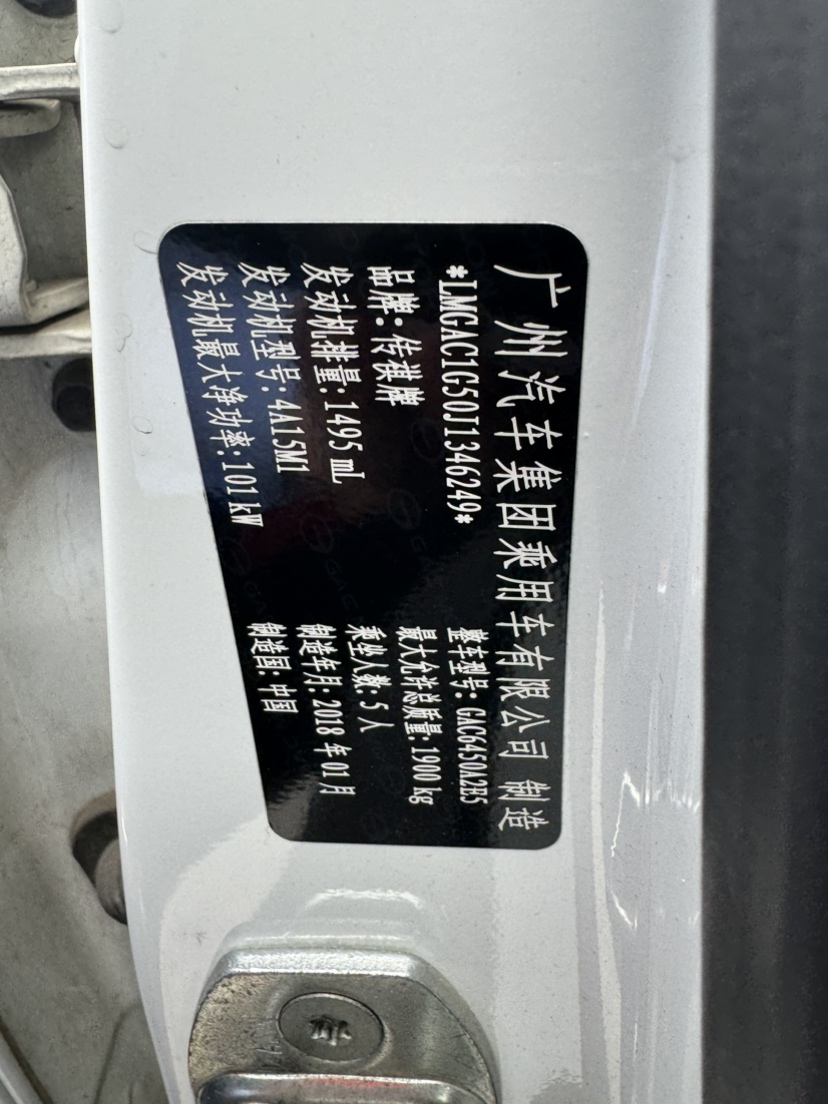 广州汽车集团乘用车有限公司 制造
*LMGAC1G50J1346249*
品牌：传祺牌
发动机排量：1495 mL
发动机型号：4A15M1
发动机最大净功率：101kW
整车型号：GAC6450A2E5
最大允许总质量：1900 kg
乘坐人数：5 人
制造年月：2018 年 01 月
制造国：中国